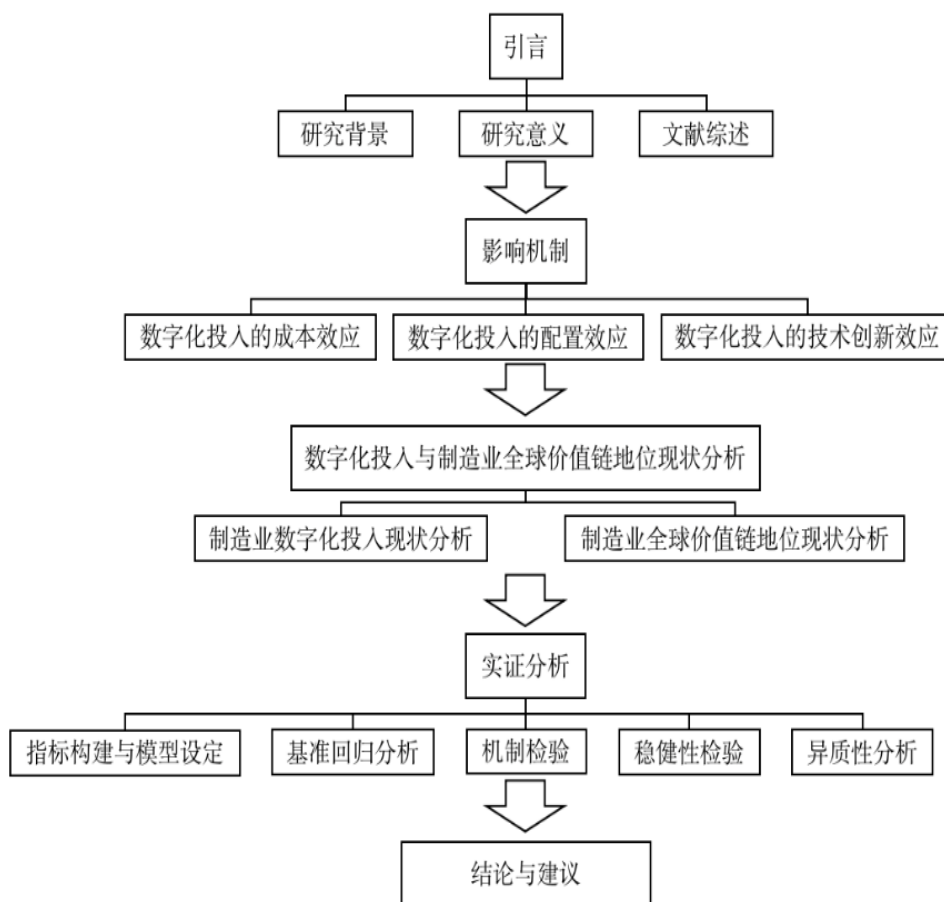 引言
研究背景
研究意义
文献综述
影响机制
数字化投入的成本效应
数字化投入的配置效应
数字化投入的技术创新效应
数字化投入与制造业全球价值链地位现状分析
制造业数字化投入现状分析
制造业全球价值链地位现状分析
实证分析
指标构建与模型设定
基准回归分析
机制检验
稳健性检验
异质性分析
结论与建议